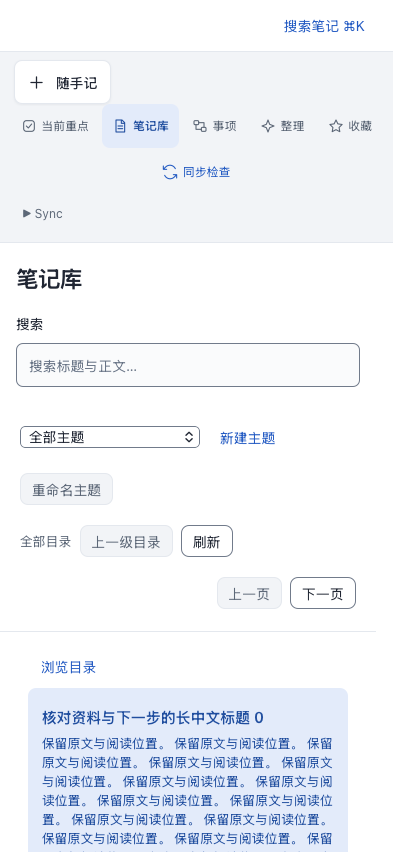 搜索笔记 ⌘K
随手记
当前重点 笔记库 事项 整理 收藏
同步检查
▶ Sync
笔记库
搜索
搜索标题与正文...
全部主题 新建主题
重命名主题
全部目录 上一级目录 刷新
上一页 下一页
浏览目录
核对资料与下一步的长中文标题 0
保留原文与阅读位置。 保留原文与阅读位置。 保留
原文与阅读位置。 保留原文与阅读位置。 保留原文
与阅读位置。 保留原文与阅读位置。 保留原文与阅
读位置。 保留原文与阅读位置。 保留原文与阅读位
置。 保留原文与阅读位置。 保留原文与阅读位置。
保留原文与阅读位置。 保留原文与阅读位置。 保留